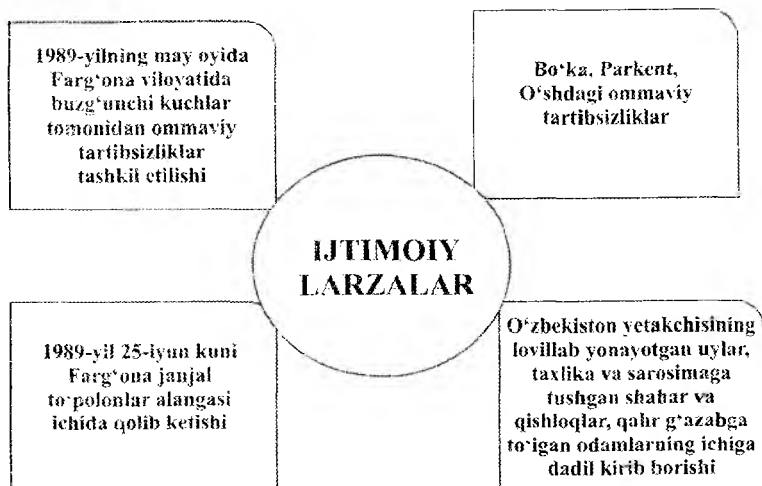 1989-yilning may oyida
Farg‘ona viloyatida
buzg‘unchi kuchlar
tomonidan ommaviy
tartibsizliklar
tashkil etilishi
Bo‘ka, Parkent,
O‘shdagi ommaviy
tartibsizliklar
IJTIMOIY
LARZALAR
1989-yil 25-iyun kuni
Farg‘ona janjal
to‘polonlar alangasi
ichida qolib ketishi
O‘zbekiston yetakchisining
lovillab yonayotgan uylar,
taxlika va sarosimaga
tushgan shahar va
qishloqlar, qahr g‘azabga
to‘igan odamlarning ichiga
dadil kirib borishi